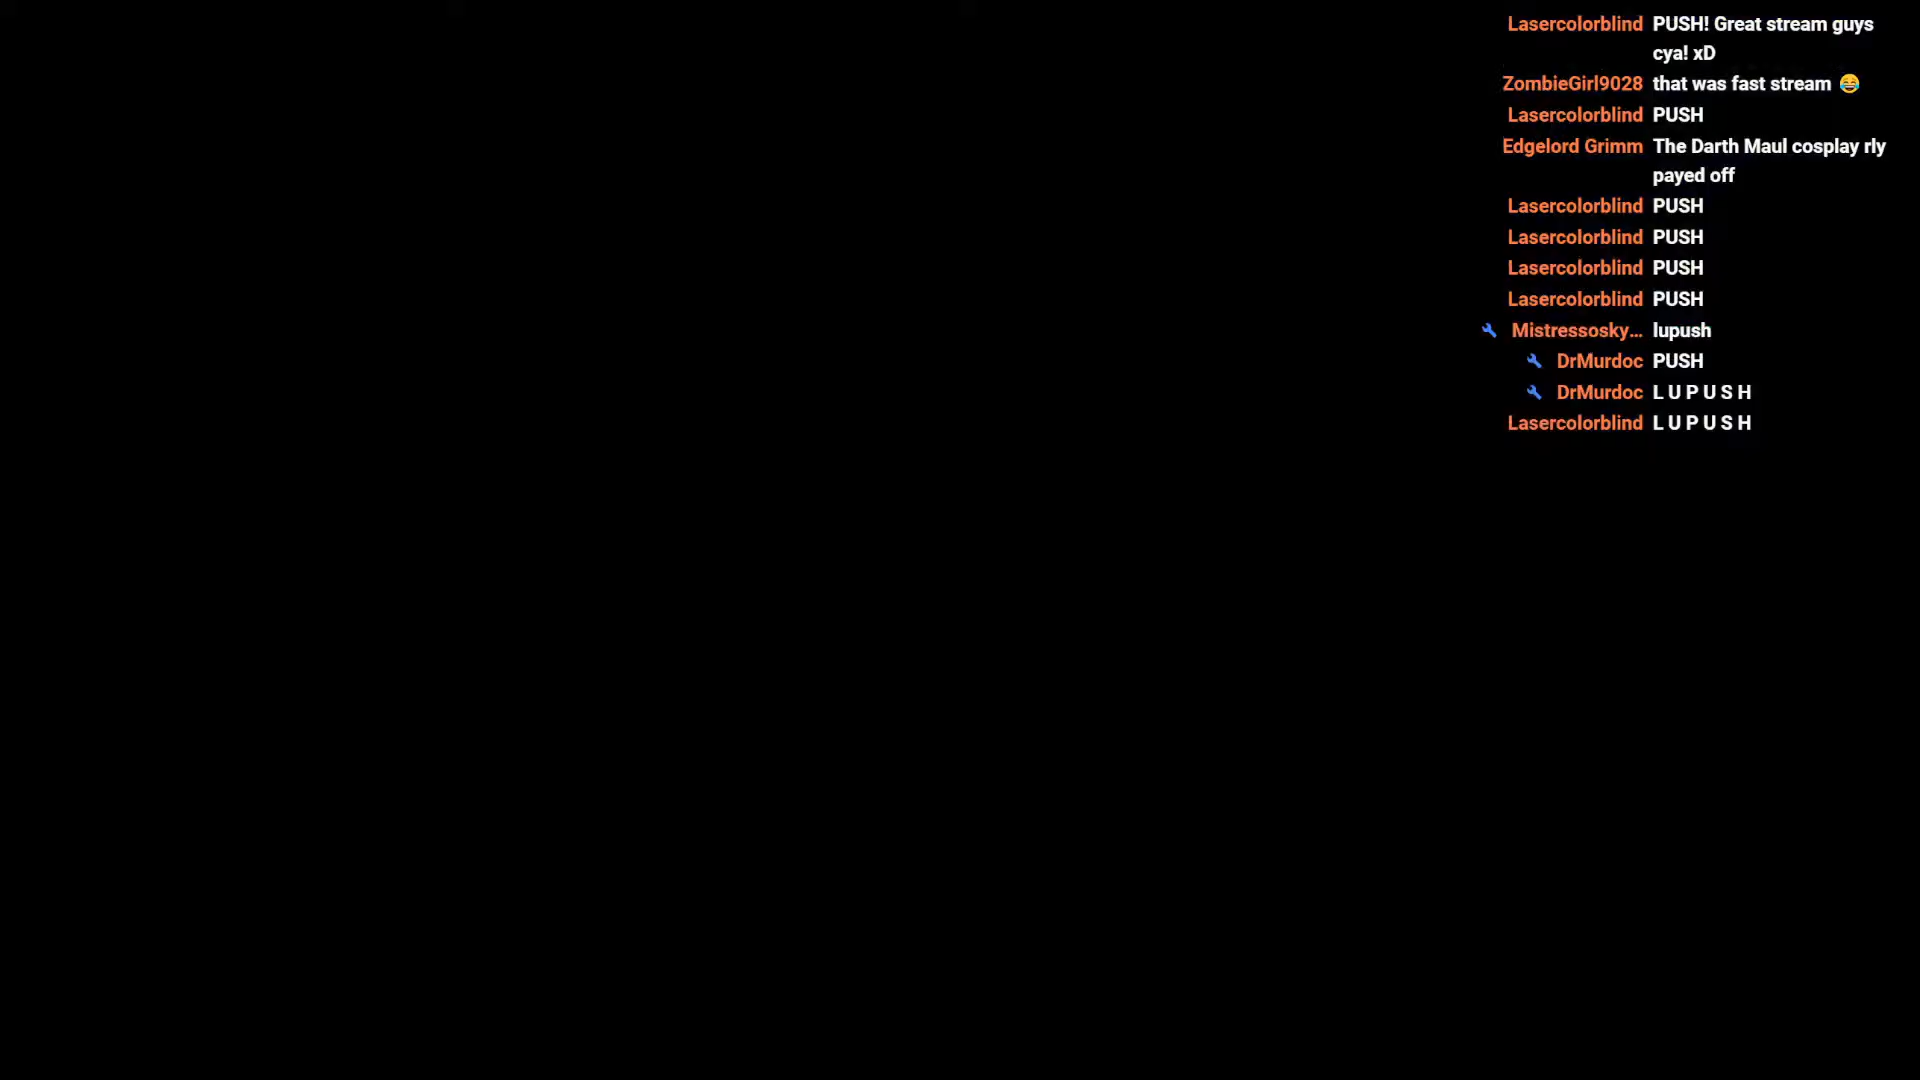 Lasercolorblind PUSH! Great stream guys
cya! xD
ZombieGirl9028 that was fast stream 😂
Lasercolorblind PUSH
Edgelord Grimm The Darth Maul cosplay rly
payed off
Lasercolorblind PUSH
Lasercolorblind PUSH
Lasercolorblind PUSH
Lasercolorblind PUSH
Mistressosky... lupush
DrMurdoc PUSH
DrMurdoc L U P U S H
Lasercolorblind L U P U S H